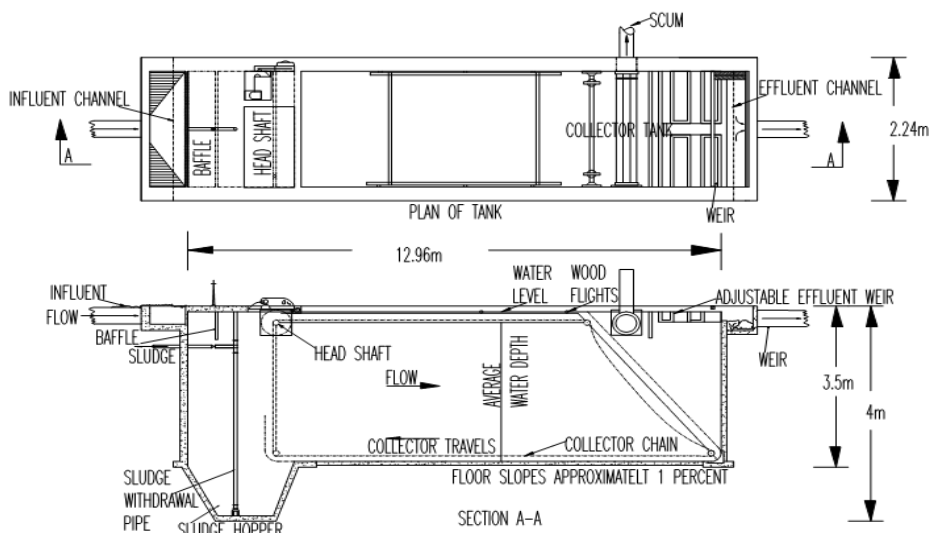 SCUM
INFLUENT CHANNEL
EFFLUENT CHANNEL
A
BAFFLE
HEAD SHAFT
COLLECTOR TANK
2.24m
A
WEIR
PLAN OF TANK
12.96m
INFLUENT
FLOW
WATER
LEVEL
WOOD
FLIGHTS
ADJUSTABLE EFFLUENT WEIR
BAFFLE
SLUDGE
HEAD SHAFT
WEIR
FLOW
AVERAGE
WATER DEPTH
3.5m
4m
COLLECTOR TRAVELS
COLLECTOR CHAIN
FLOOR SLOPES APPROXIMATELT 1 PERCENT
SLUDGE
WITHDRAWAL
PIPE
SLUDGE HOPPER
SECTION A-A